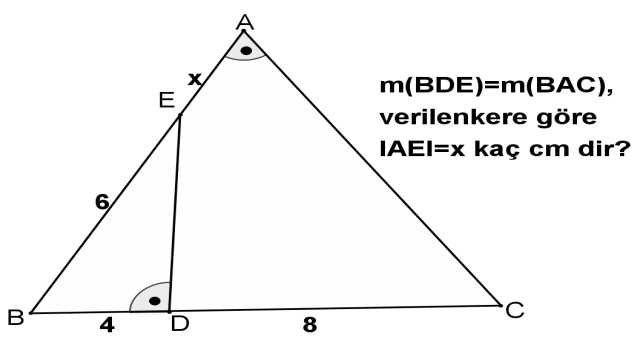 A
x
E
m(BDE)=m(BAC),
verilenkere göre
IAEI=x kaç cm dir?
6
B
4
D
8
C